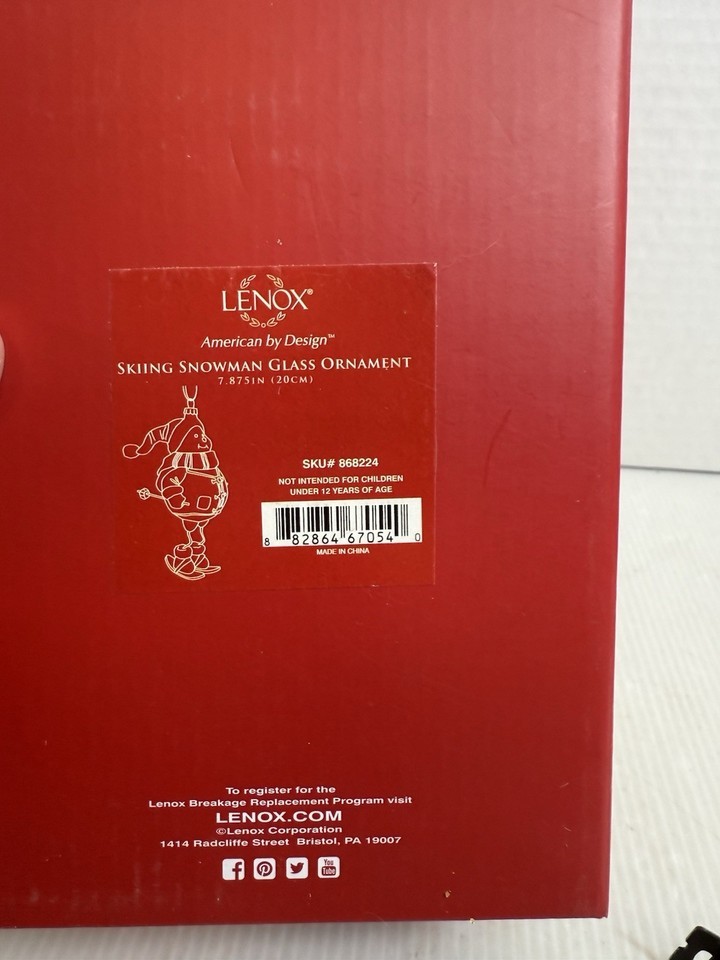 LENOX®
American by Design™
SKIING SNOWMAN GLASS ORNAMENT
7.875IN (20CM)
SKU# 868224
NOT INTENDED FOR CHILDREN
UNDER 12 YEARS OF AGE
8 82864 67054 0
MADE IN CHINA
To register for the
Lenox Breakage Replacement Program visit
LENOX.COM
©Lenox Corporation
1414 Radcliffe Street Bristol, PA 19007
You
Tube